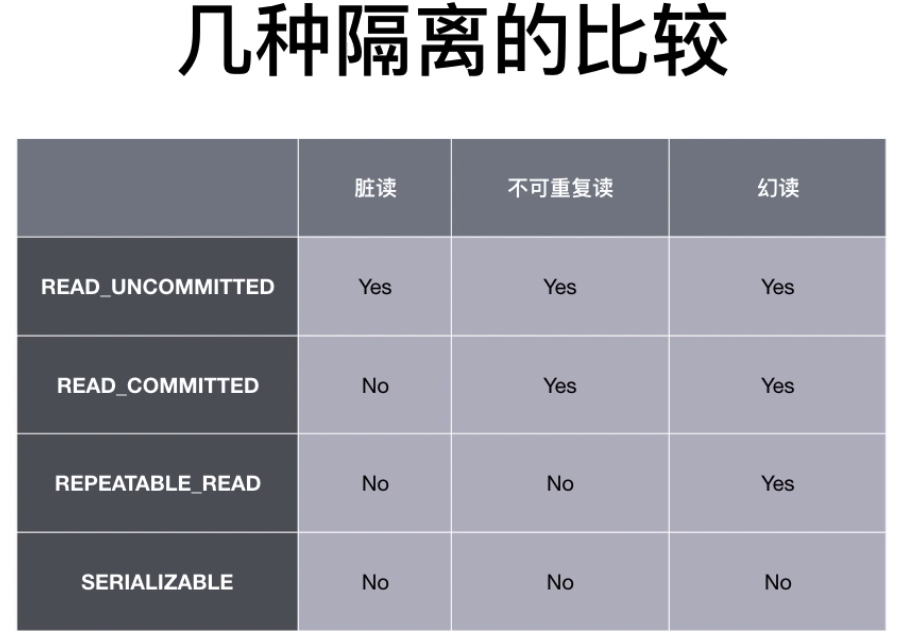 几种隔离的比较
脏读 不可重复读 幻读
READ_UNCOMMITTED Yes Yes Yes
READ_COMMITTED No Yes Yes
REPEATABLE_READ No No Yes
SERIALIZABLE No No No